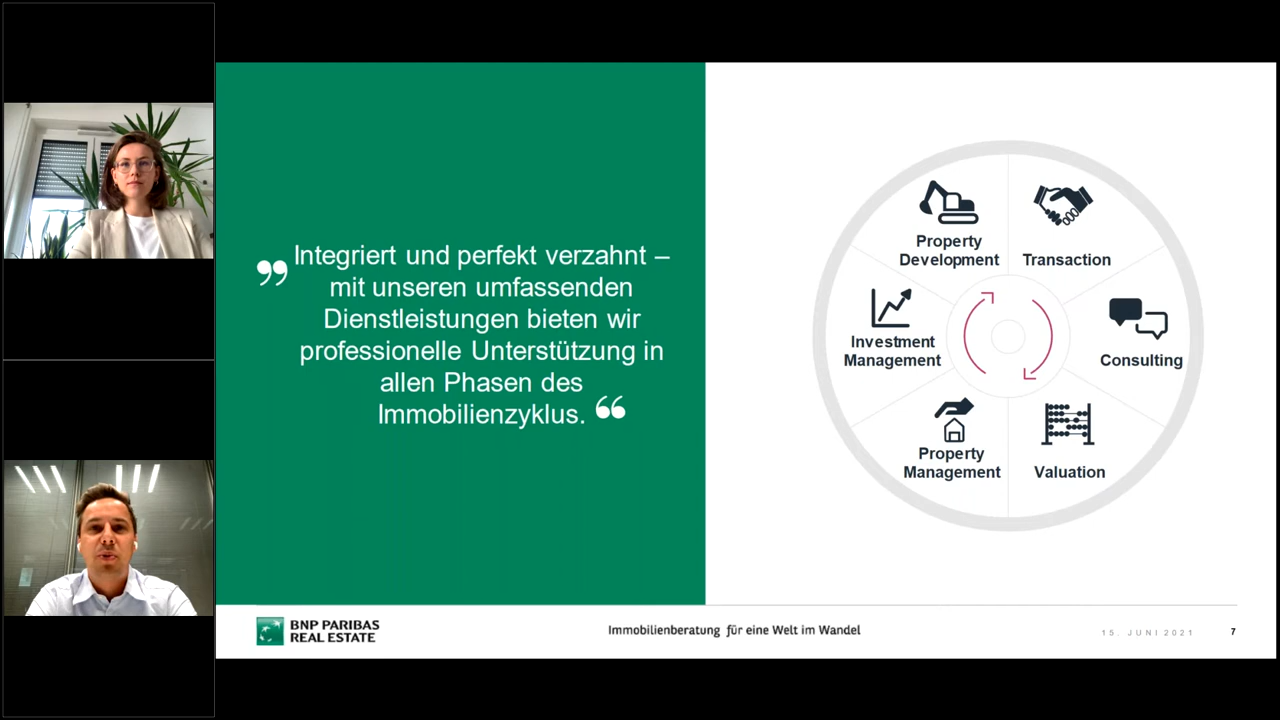 Integriert und perfekt verzahnt –
mit unseren umfassenden
Dienstleistungen bieten wir
professionelle Unterstützung in
allen Phasen des
Immobilienzyklus.
Property
Development
Transaction
Investment
Management
Consulting
Property
Management
Valuation
BNP PARIBAS
REAL ESTATE
Immobilienberatung für eine Welt im Wandel
15. JUNI 2021
7